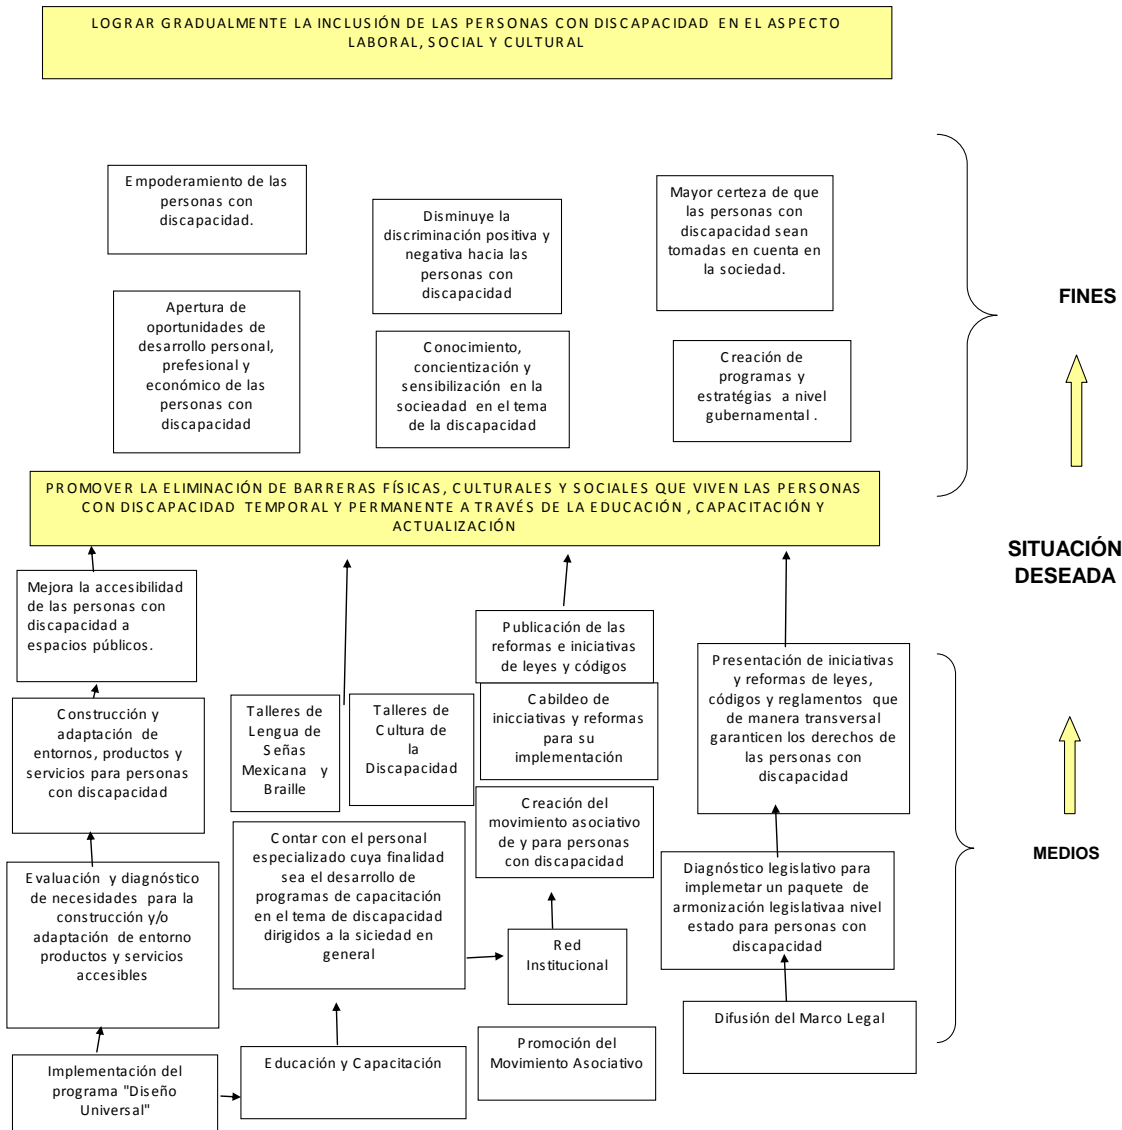 LOGRAR GRADUALMENTE LA INCLUSIÓN DE LAS PERSONAS CON DISCAPACIDAD EN EL ASPECTO
LABORAL, SOCIAL Y CULTURAL
Empoderamiento de las
personas con
discapacidad.
Disminuye la
discriminación positiva y
negativa hacia las
personas con
discapacidad
Mayor certeza de que
las personas con
discapacidad sean
tomadas en cuenta en
la sociedad.
FINES
Apertura de
oportunidades de
desarrollo personal,
prefesional y
económico de las
personas con
discapacidad
Conocimiento,
concientización y
sensibilización en la
socieadad en el tema
de la discapacidad
Creación de
programas y
estratégias a nivel
gubernamental .
PROMOVER LA ELIMINACIÓN DE BARRERAS FÍSICAS, CULTURALES Y SOCIALES QUE VIVEN LAS PERSONAS
CON DISCAPACIDAD TEMPORAL Y PERMANENTE A TRAVÉS DE LA EDUCACIÓN , CAPACITACIÓN Y
ACTUALIZACIÓN
SITUACIÓN
DESEADA
Mejora la accesibilidad
de las personas con
discapacidad a
espacios públicos.
Publicación de las
reformas e iniciativas
de leyes y códigos
Presentación de iniciativas
y reformas de leyes,
códigos y reglamentos que
de manera transversal
garanticen los derechos de
las personas con
discapacidad
Construcción y
adaptación de
entornos, productos y
servicios para personas
con discapacidad
Talleres de
Lengua de
Señas
Mexicana y
Braille
Talleres de
Cultura de
la
Discapacidad
Cabildeo de
inicciativas y reformas
para su
implementación
Creación del
movimiento asociativo
de y para personas
con discapacidad
MEDIOS
Evaluación y diagnóstico
de necesidades para la
construcción y/o
adaptación de entorno
productos y servicios
accesibles
Contar con el personal
especializado cuya finalidad
sea el desarrollo de
programas de capacitación
en el tema de discapacidad
dirigidos a la siciedad en
general
Diagnóstico legislativo para
implemetar un paquete de
armonización legislativaa nivel
estado para personas con
discapacidad
Red
Institucional
Difusión del Marco Legal
Implementación del
programa "Diseño
Universal"
Educación y Capacitación
Promoción del
Movimiento Asociativo